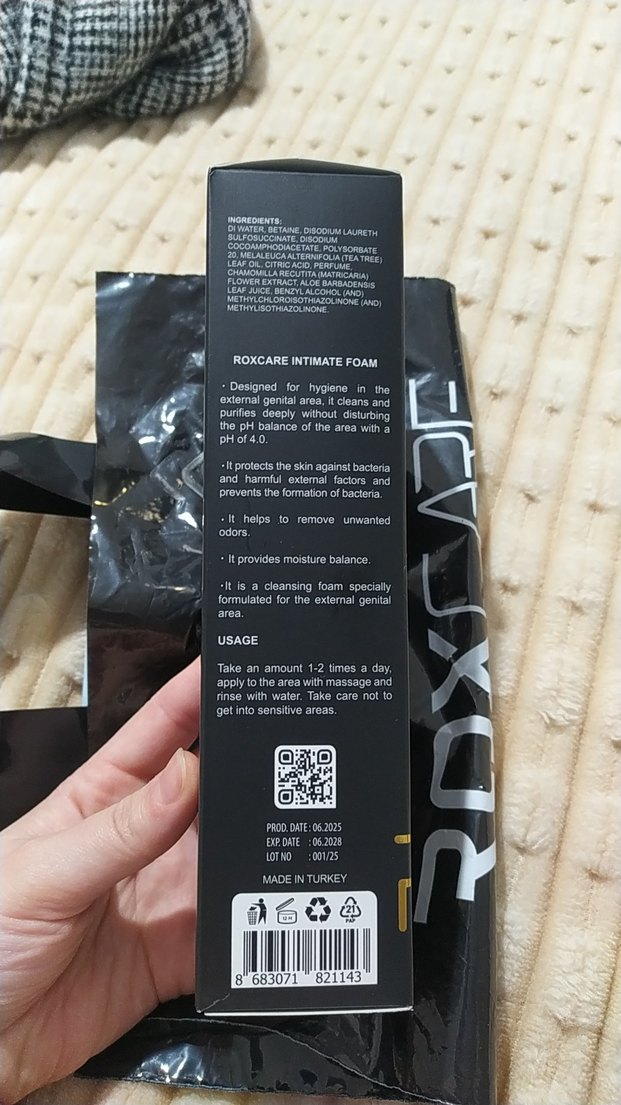 INGREDIENTS:
DI WATER, BETAINE, DISODIUM LAURETH
SULFOSUCCINATE, DISODIUM
COCOAMPHODIACETATE, POLYSORBATE
20, MELALEUCA ALTERNIFOLIA (TEA TREE)
LEAF OIL, CITRIC ACID, PERFUME,
CHAMOMILLA RECUTITA (MATRICARIA)
FLOWER EXTRACT, ALOE BARBADENSIS
LEAF JUICE, BENZYL ALCOHOL (AND)
METHYLCHLOROISOTHIAZOLINONE (AND)
METHYLISOTHIAZOLINONE.
ROXCARE INTIMATE FOAM
· Designed for hygiene in the
external genital area, it cleans and
purifies deeply without disturbing
the pH balance of the area with a
pH of 4.0.
·It protects the skin against bacteria
and harmful external factors and
prevents the formation of bacteria.
· It helps to remove unwanted
odors.
· It provides moisture balance.
·It is a cleansing foam specially
formulated for the external genital
area.
USAGE
Take an amount 1-2 times a day,
apply to the area with massage and
rinse with water. Take care not to
get into sensitive areas.
PROD. DATE : 06.2025
EXP. DATE : 06.2028
LOT NO : 001/25
MADE IN TURKEY
12 M
21
PAP
8 683071 821143
ROXCARE